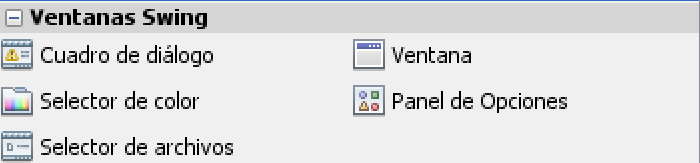 Ventanas Swing
Cuadro de diálogo
Ventana
Selector de color
Panel de Opciones
Selector de archivos